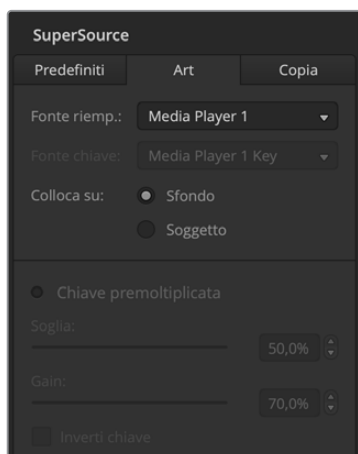 SuperSource
Predefiniti Art Copia
Fonte riemp.: Media Player 1
Fonte chiave: Media Player 1 Key
Colloca su: Sfondo
Soggetto
Chiave premoltiplicata
Soglia:
50,0%
Gain:
70,0%
Inverti chiave